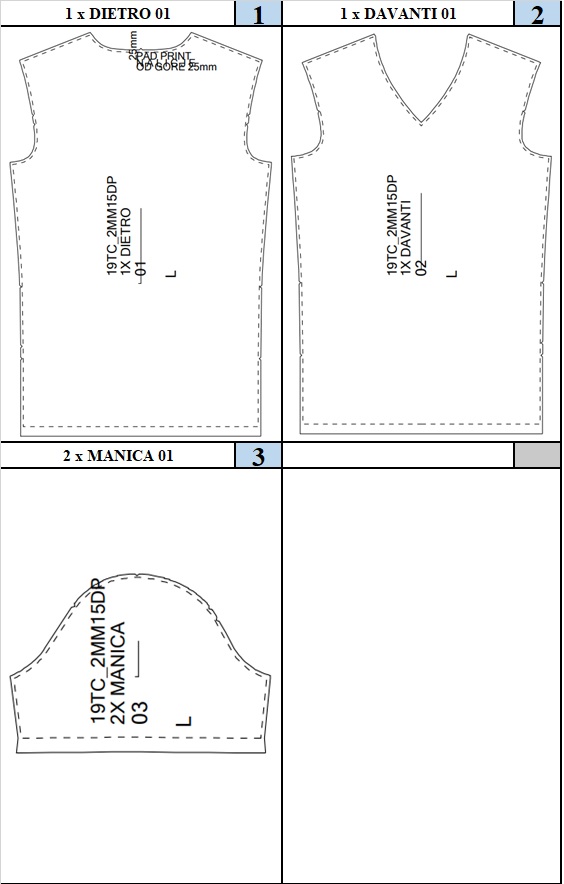 1 x DIETRO 01
1
1 x DAVANTI 01
2
25mm
PAD PRINT
OD GORE 25mm
19TC_2MM15DP
1X DIETRO
01
L
19TC_2MM15DP
1X DAVANTI
02
L
2 x MANICA 01
3
19TC_2MM15DP
2X MANICA
03
L